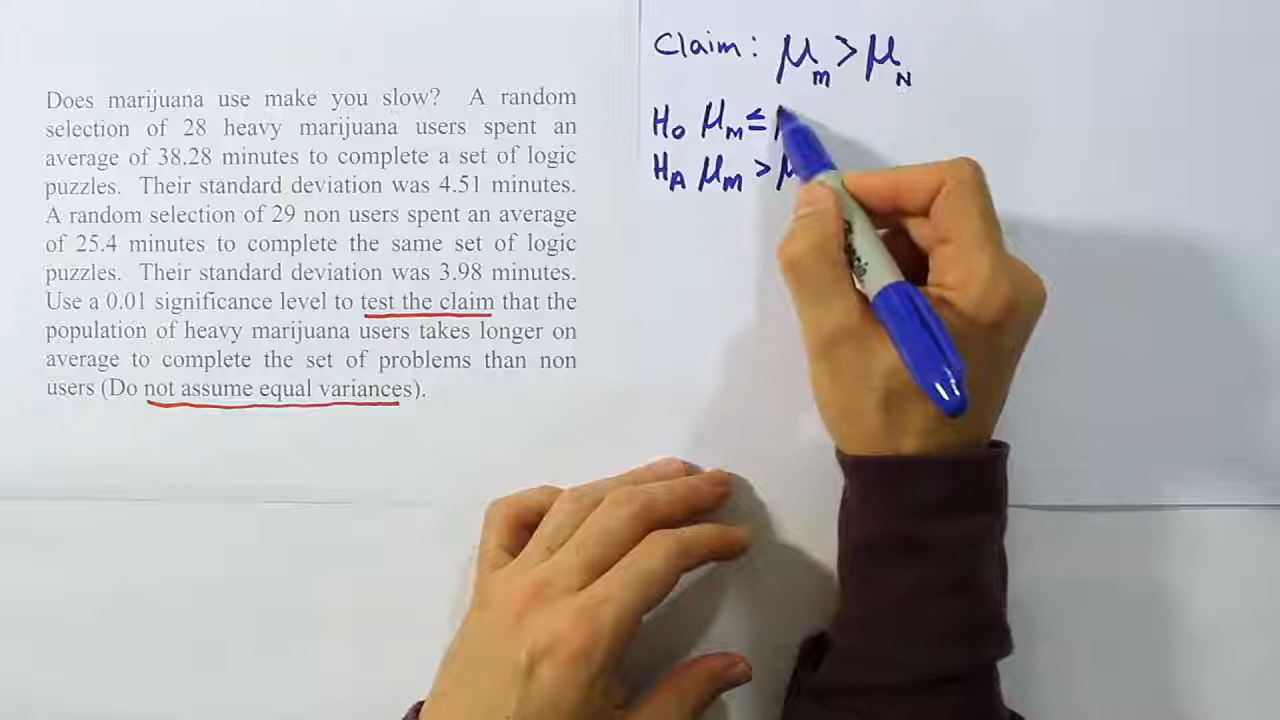 Does marijuana use make you slow? A random
selection of 28 heavy marijuana users spent an
average of 38.28 minutes to complete a set of logic
puzzles. Their standard deviation was 4.51 minutes.
A random selection of 29 non users spent an average
of 25.4 minutes to complete the same set of logic
puzzles. Their standard deviation was 3.98 minutes.
Use a 0.01 significance level to test the claim that the
population of heavy marijuana users takes longer on
average to complete the set of problems than non
users (Do not assume equal variances).
Claim: μm > μN
H0 μm ≤
HA μm > μ